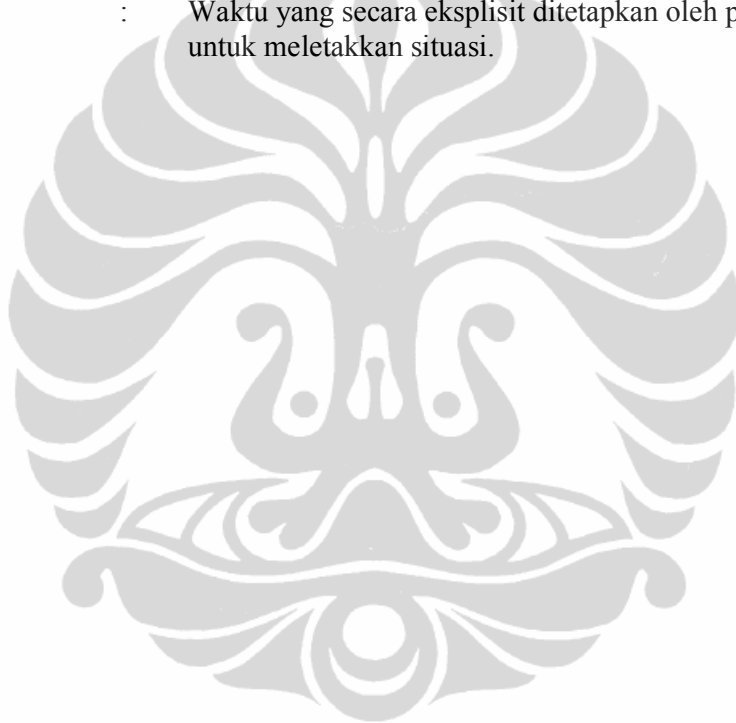 : Waktu yang secara eksplisit ditetapkan oleh
untuk meletakkan situasi.